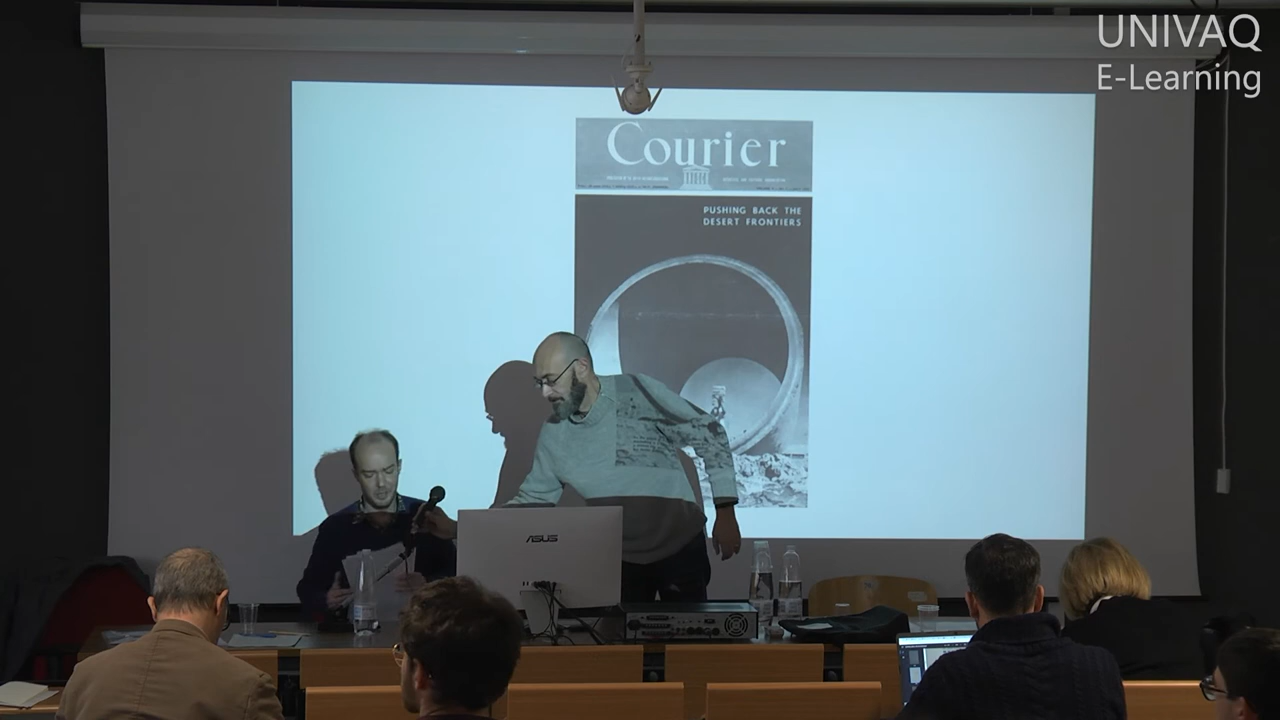 UNIVAQ
E-Learning
Courier
PUSHING BACK THE
DESERT FRONTIERS
ASUS